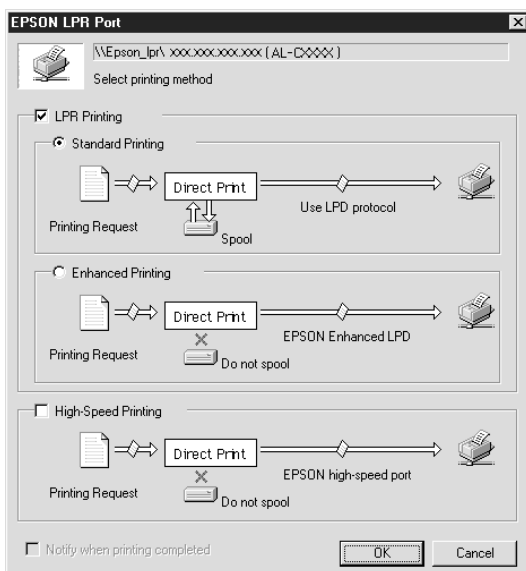 EPSON LPR Port
\\Epson_lpr\ xxx.xxx.xxx.xxx ( AL-CXXXX )
Select printing method
LPR Printing
Standard Printing
Direct Print
Use LPD protocol
Printing Request
Spool
Enhanced Printing
Direct Print
EPSON Enhanced LPD
Printing Request
Do not spool
High-Speed Printing
Direct Print
EPSON high-speed port
Printing Request
Do not spool
Notify when printing completed
OK
Cancel